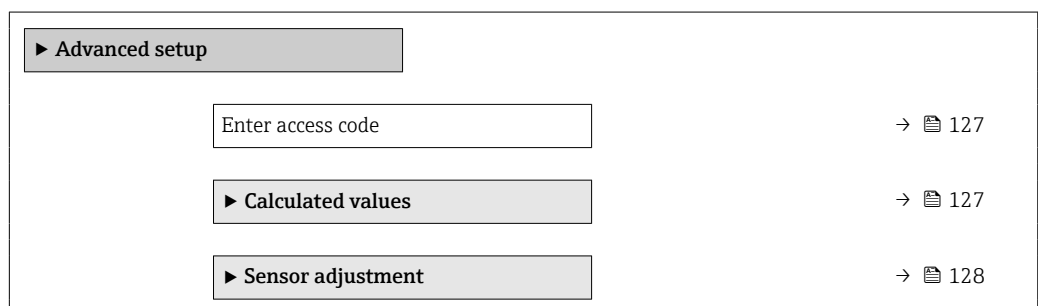 ▶ Advanced setup
Enter access code → 🖹 127
▶ Calculated values → 🖹 127
▶ Sensor adjustment → 🖹 128